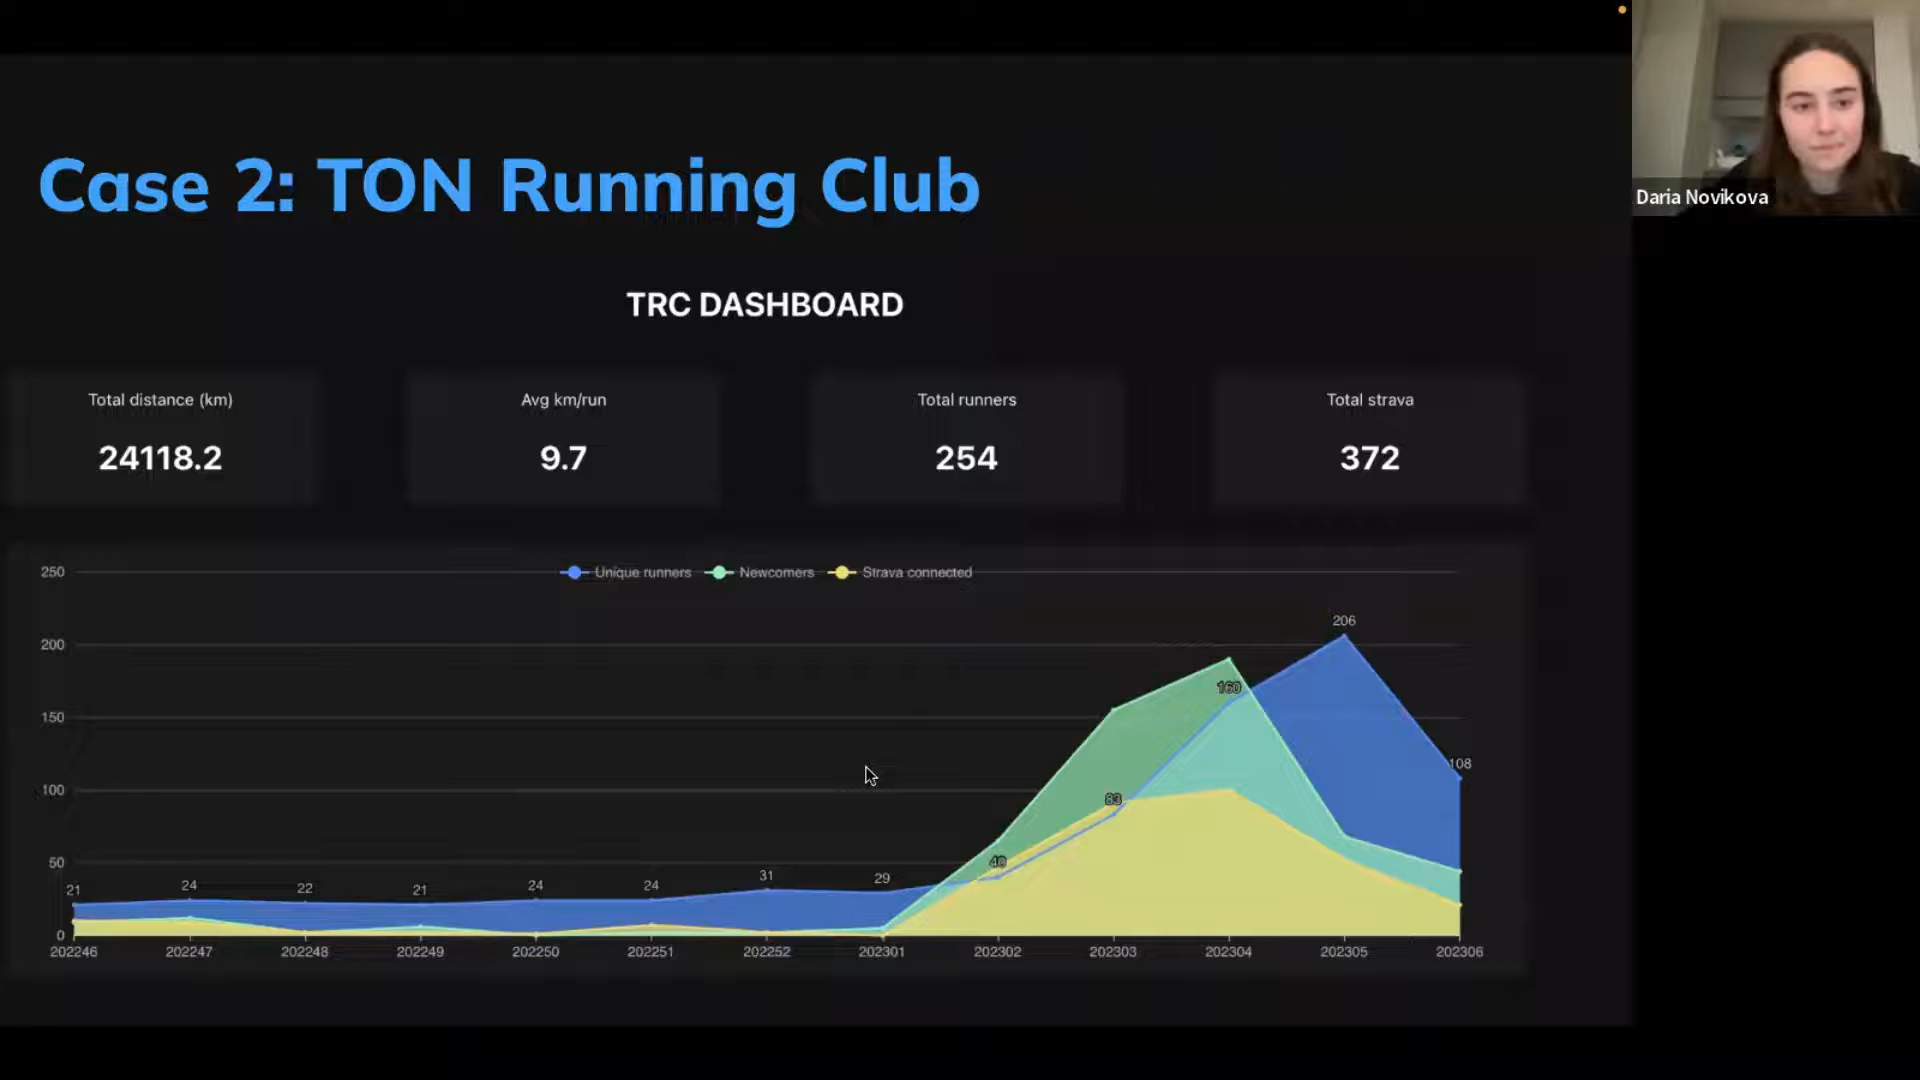 Case 2: TON Running Club
Daria Novikova
TRC DASHBOARD
Total distance (km)
24118.2
Avg km/run
9.7
Total runners
254
Total strava
372
Unique runners Newcomers Strava connected
250
200
150
100
50
0
21 24 22 21 24 24 31 29 40 83 160 206 108
202246 202247 202248 202249 202250 202251 202252 202301 202302 202303 202304 202305 202306